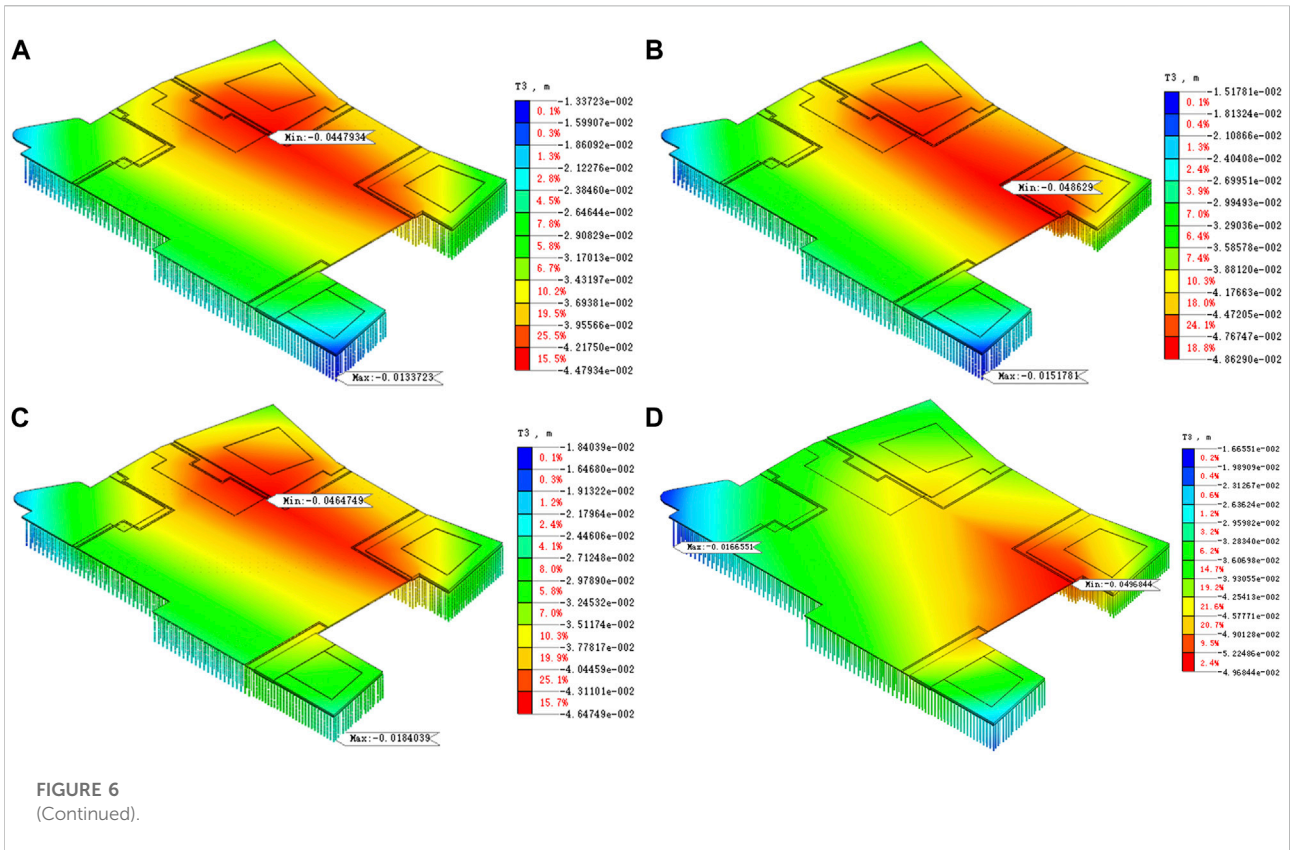 A
T3 , m
-1.33723e-002
0.1%
-1.59907e-002
0.3%
-1.86092e-002
1.3%
-2.12276e-002
2.8%
-2.38460e-002
4.5%
-2.64644e-002
7.8%
-2.90829e-002
5.8%
-3.17013e-002
6.7%
-3.43197e-002
10.2%
-3.69381e-002
19.5%
-3.95566e-002
25.5%
-4.21750e-002
15.5%
-4.47934e-002
Min:-0.0447934
Max:-0.0133723
B
T3 , m
-1.51781e-002
0.1%
-1.81324e-002
0.4%
-2.10866e-002
1.3%
-2.40408e-002
2.4%
-2.69951e-002
3.9%
-2.99493e-002
7.0%
-3.29036e-002
6.4%
-3.58578e-002
7.4%
-3.88120e-002
10.3%
-4.17663e-002
18.0%
-4.47205e-002
24.1%
-4.76747e-002
18.8%
-4.86290e-002
Min:-0.048629
Max:-0.0151781
C
T3 , m
-1.84039e-002
0.1%
-1.64680e-002
0.3%
-1.91322e-002
1.2%
-2.17964e-002
2.4%
-2.44606e-002
4.1%
-2.71248e-002
8.0%
-2.97890e-002
5.8%
-3.24532e-002
7.0%
-3.51174e-002
10.3%
-3.77817e-002
19.9%
-4.04459e-002
25.1%
-4.31101e-002
15.7%
-4.64749e-002
Min:-0.0464749
Max:-0.0184039
D
T3 , m
-1.66551e-002
0.2%
-1.98909e-002
0.4%
-2.31267e-002
0.6%
-2.63624e-002
1.2%
-2.95982e-002
3.2%
-3.28340e-002
6.2%
-3.60698e-002
14.7%
-3.93055e-002
19.2%
-4.25413e-002
21.6%
-4.57771e-002
20.7%
-4.90128e-002
9.5%
-5.22486e-002
2.4%
-4.96844e-002
Max:-0.0166551
Min:-0.0496844
FIGURE 6
(Continued).